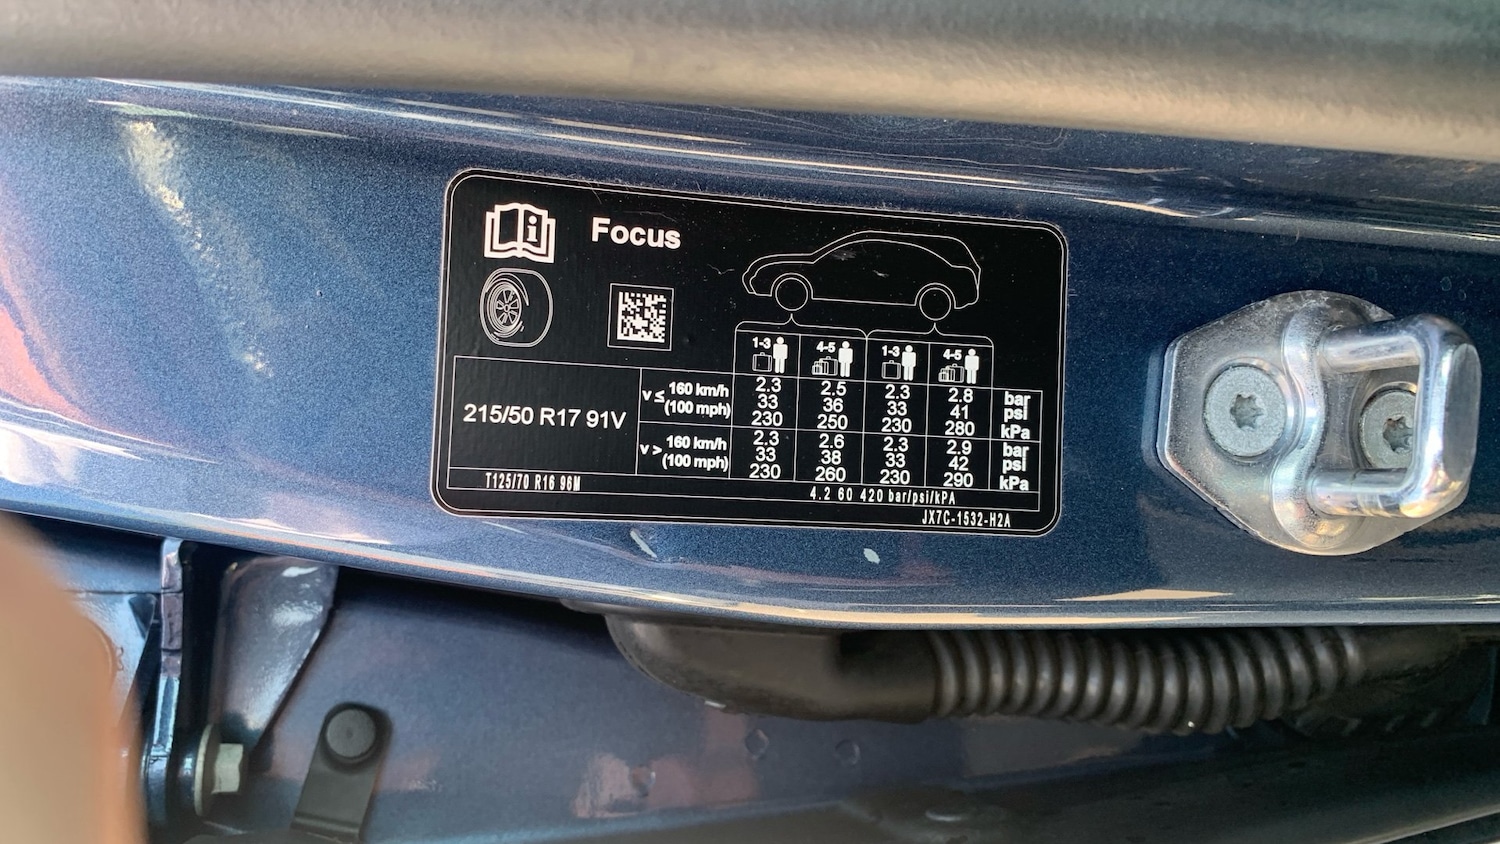 i Focus
1-3 4-5 1-3 4-5
215/50 R17 91V
v ≤ 160 km/h (100 mph)
2.3 2.5 2.3 2.8 bar
33 36 33 41 psi
230 250 230 280 kPa
v > 160 km/h (100 mph)
2.3 2.6 2.3 2.9 bar
33 38 33 42 psi
230 260 230 290 kPa
T125/70 R16 96M 4.2 60 420 bar/psi/kPA
JX7C-1532-H2A